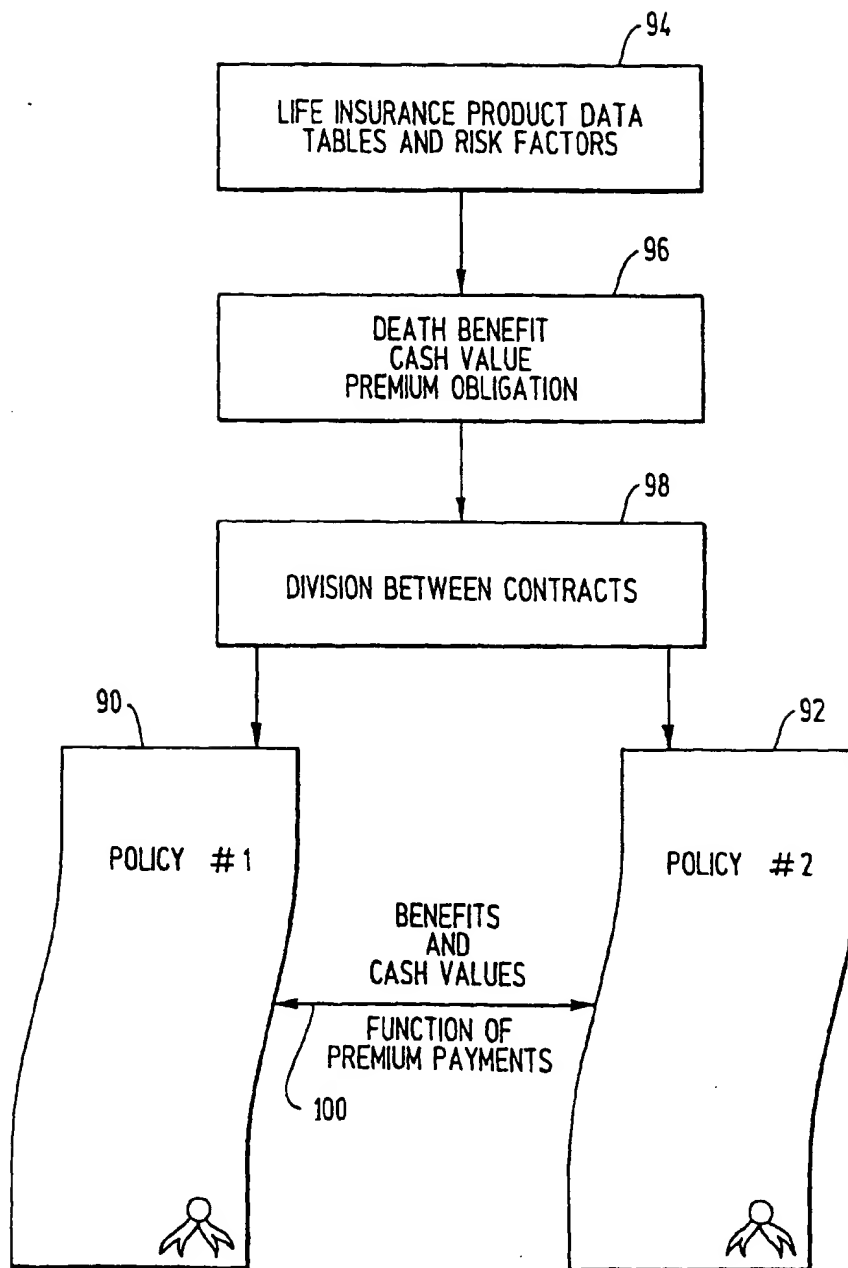 94
LIFE INSURANCE PRODUCT DATA
TABLES AND RISK FACTORS
96
DEATH BENEFIT
CASH VALUE
PREMIUM OBLIGATION
98
DIVISION BETWEEN CONTRACTS
90
92
POLICY #1
POLICY #2
BENEFITS
AND
CASH VALUES
FUNCTION OF
PREMIUM PAYMENTS
100